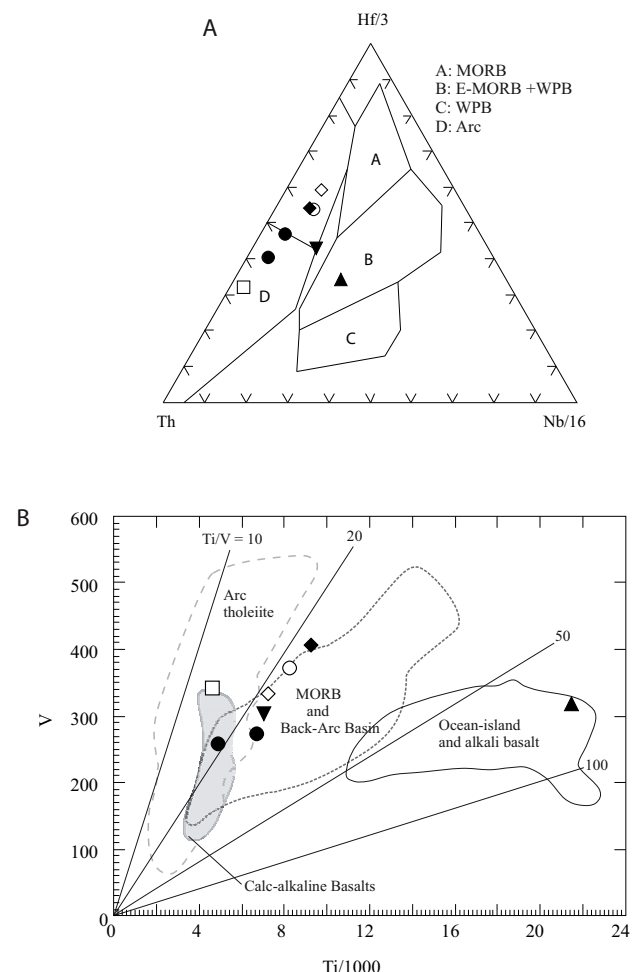 A
Hf/3
A: MORB
B: E-MORB +WPB
C: WPB
D: Arc
A
B
D
C
Th
Nb/16
B
600
500
400
300
200
100
0
V
Ti/V = 10
20
50
100
Arc
tholeiite
MORB
and
Back-Arc Basin
Ocean-island
and alkali basalt
Calc-alkaline Basalts
0
4
8
12
16
20
24
Ti/1000